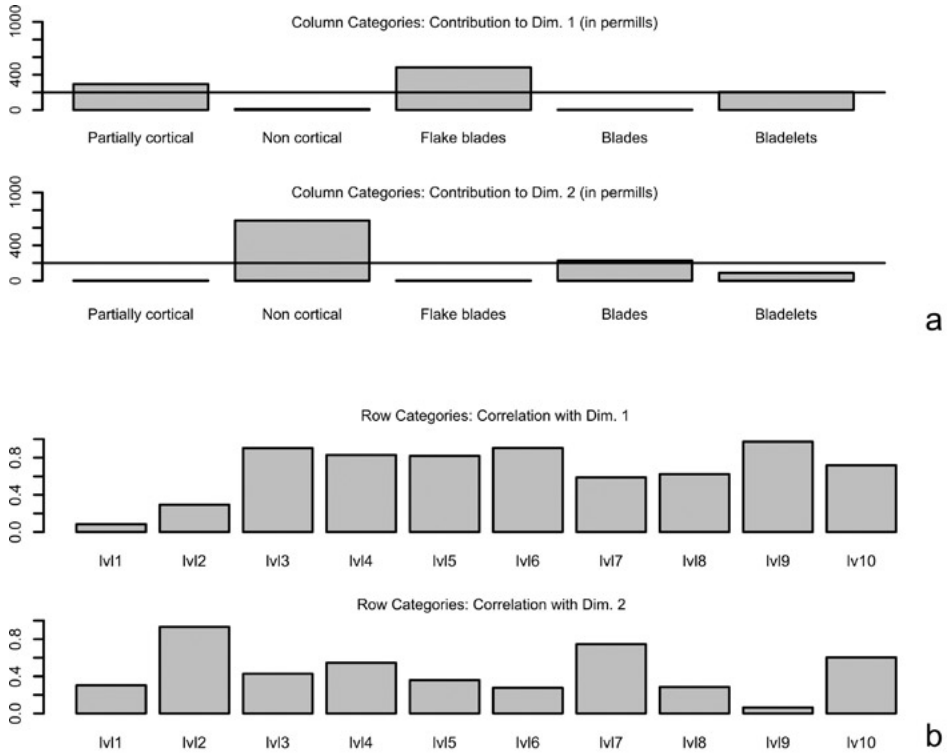 Column Categories: Contribution to Dim. 1 (in permills)
0 400 1000
Partially cortical Non cortical Flake blades Blades Bladelets
Column Categories: Contribution to Dim. 2 (in permills)
0 400 1000
Partially cortical Non cortical Flake blades Blades Bladelets
a
Row Categories: Correlation with Dim. 1
0.0 0.4 0.8
lvl1 lvl2 lvl3 lvl4 lvl5 lvl6 lvl7 lvl8 lvl9 lv10
Row Categories: Correlation with Dim. 2
0.0 0.4 0.8
lvl1 lvl2 lvl3 lvl4 lvl5 lvl6 lvl7 lvl8 lvl9 lv10
b